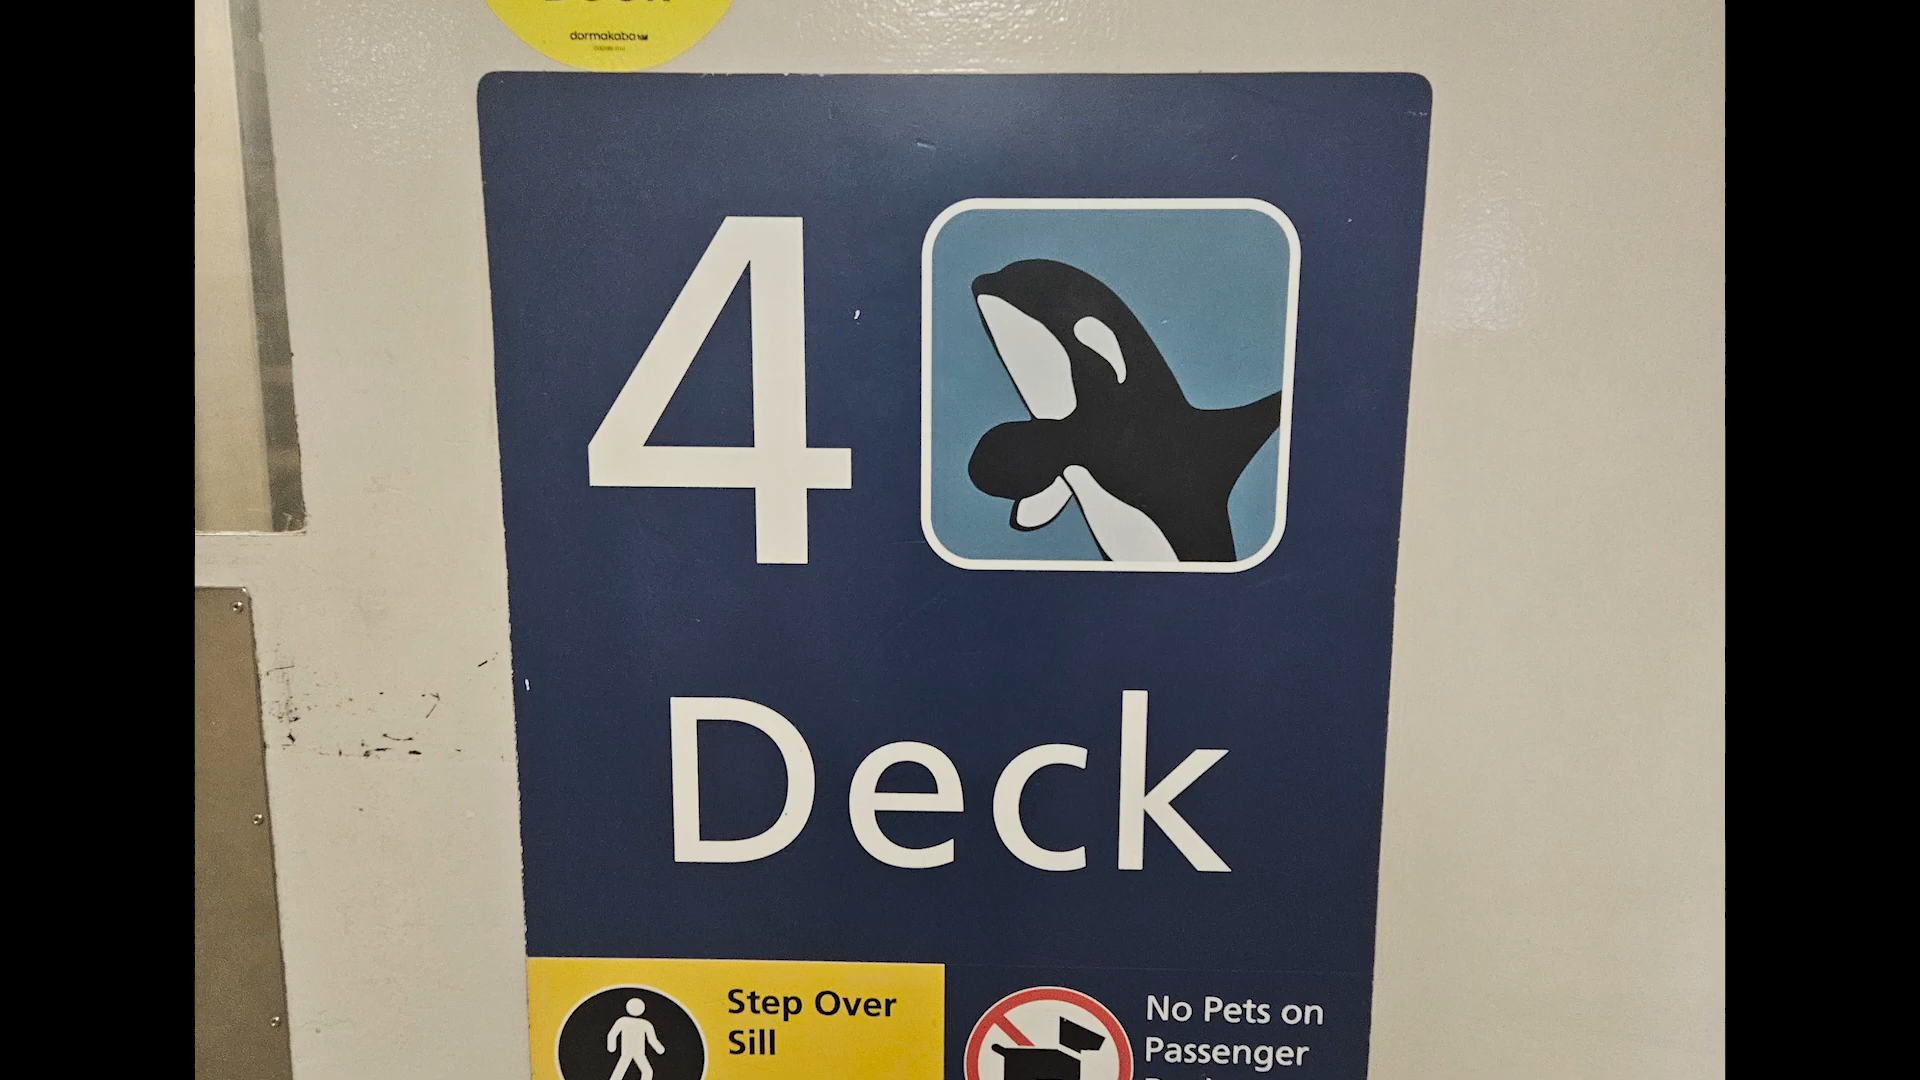 dormakaba
4
Deck
Step Over
Sill
No Pets on
Passenger